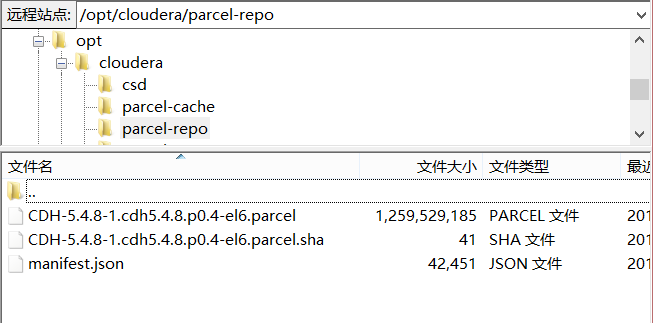 远程站点: /opt/cloudera/parcel-repo
opt
cloudera
csd
parcel-cache
parcel-repo
文件名 文件大小 文件类型 最近
..
CDH-5.4.8-1.cdh5.4.8.p0.4-el6.parcel 1,259,529,185 PARCEL 文件 201
CDH-5.4.8-1.cdh5.4.8.p0.4-el6.parcel.sha 41 SHA 文件 201
manifest.json 42,451 JSON 文件 201